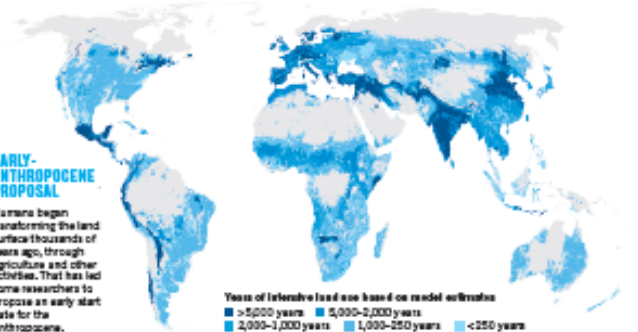 ARLY-
NTHROPOCENE
ROPOSAL
umans began
ansforming the land
urface thousands of
ears ago, through
griculture and other
ctivities. That has led
ome researchers to
ropose an early start
ate for the
nthropocene.
Years of intensive land use based on model estimates
>5,000 years 5,000–2,000 years
2,000–1,000 years 1,000–250 years <250 years